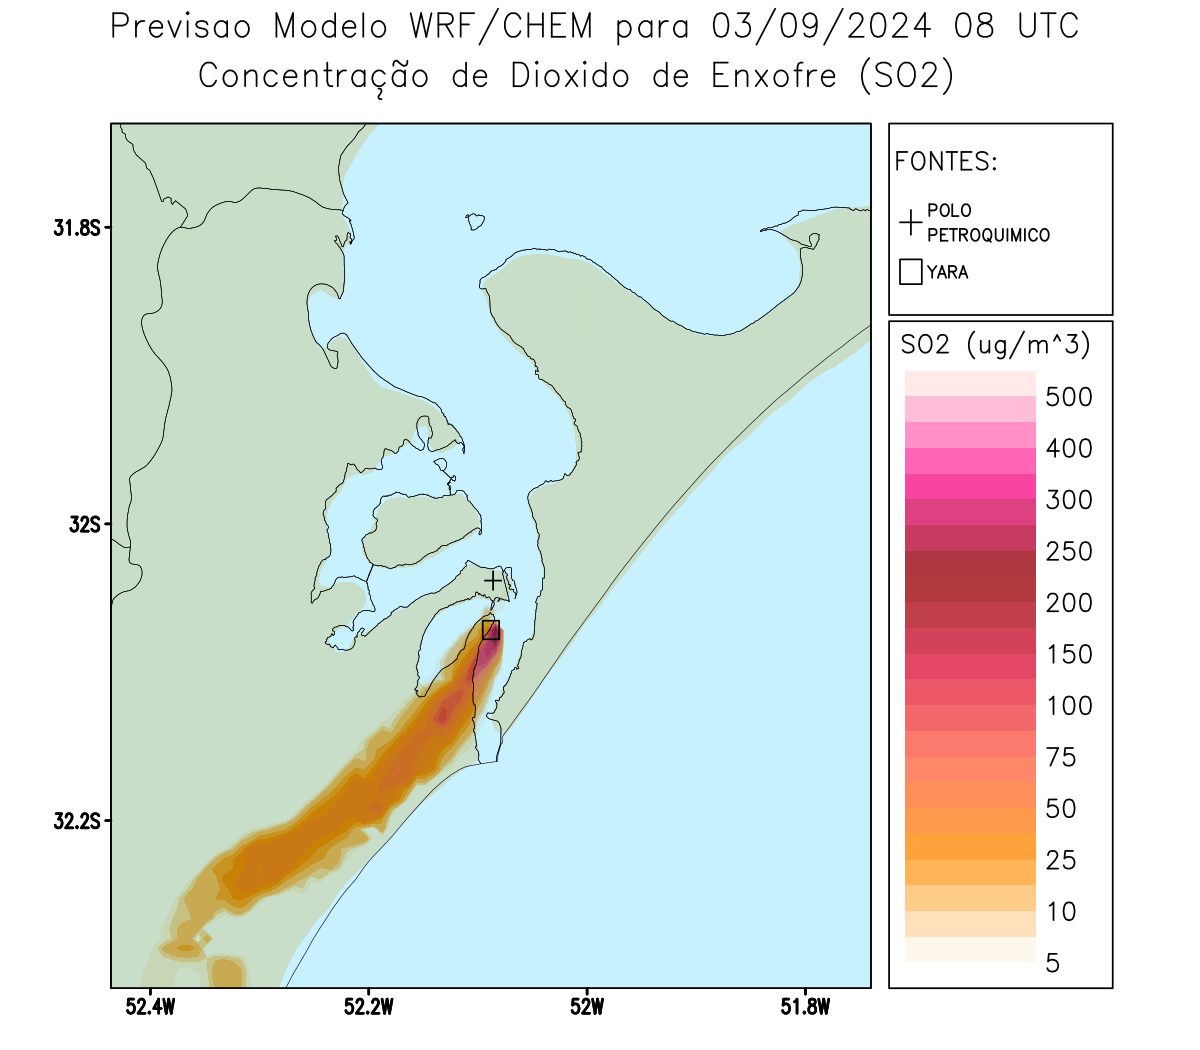 Previsao Modelo WRF/CHEM para 03/09/2024 08 UTC
Concentração de Dioxido de Enxofre (SO2)
FONTES:
POLO
PETROQUIMICO
YARA
SO2 (ug/m^3)
500
400
300
250
200
150
100
75
50
25
10
5
31.8S
32S
32.2S
52.4W
52.2W
52W
51.8W